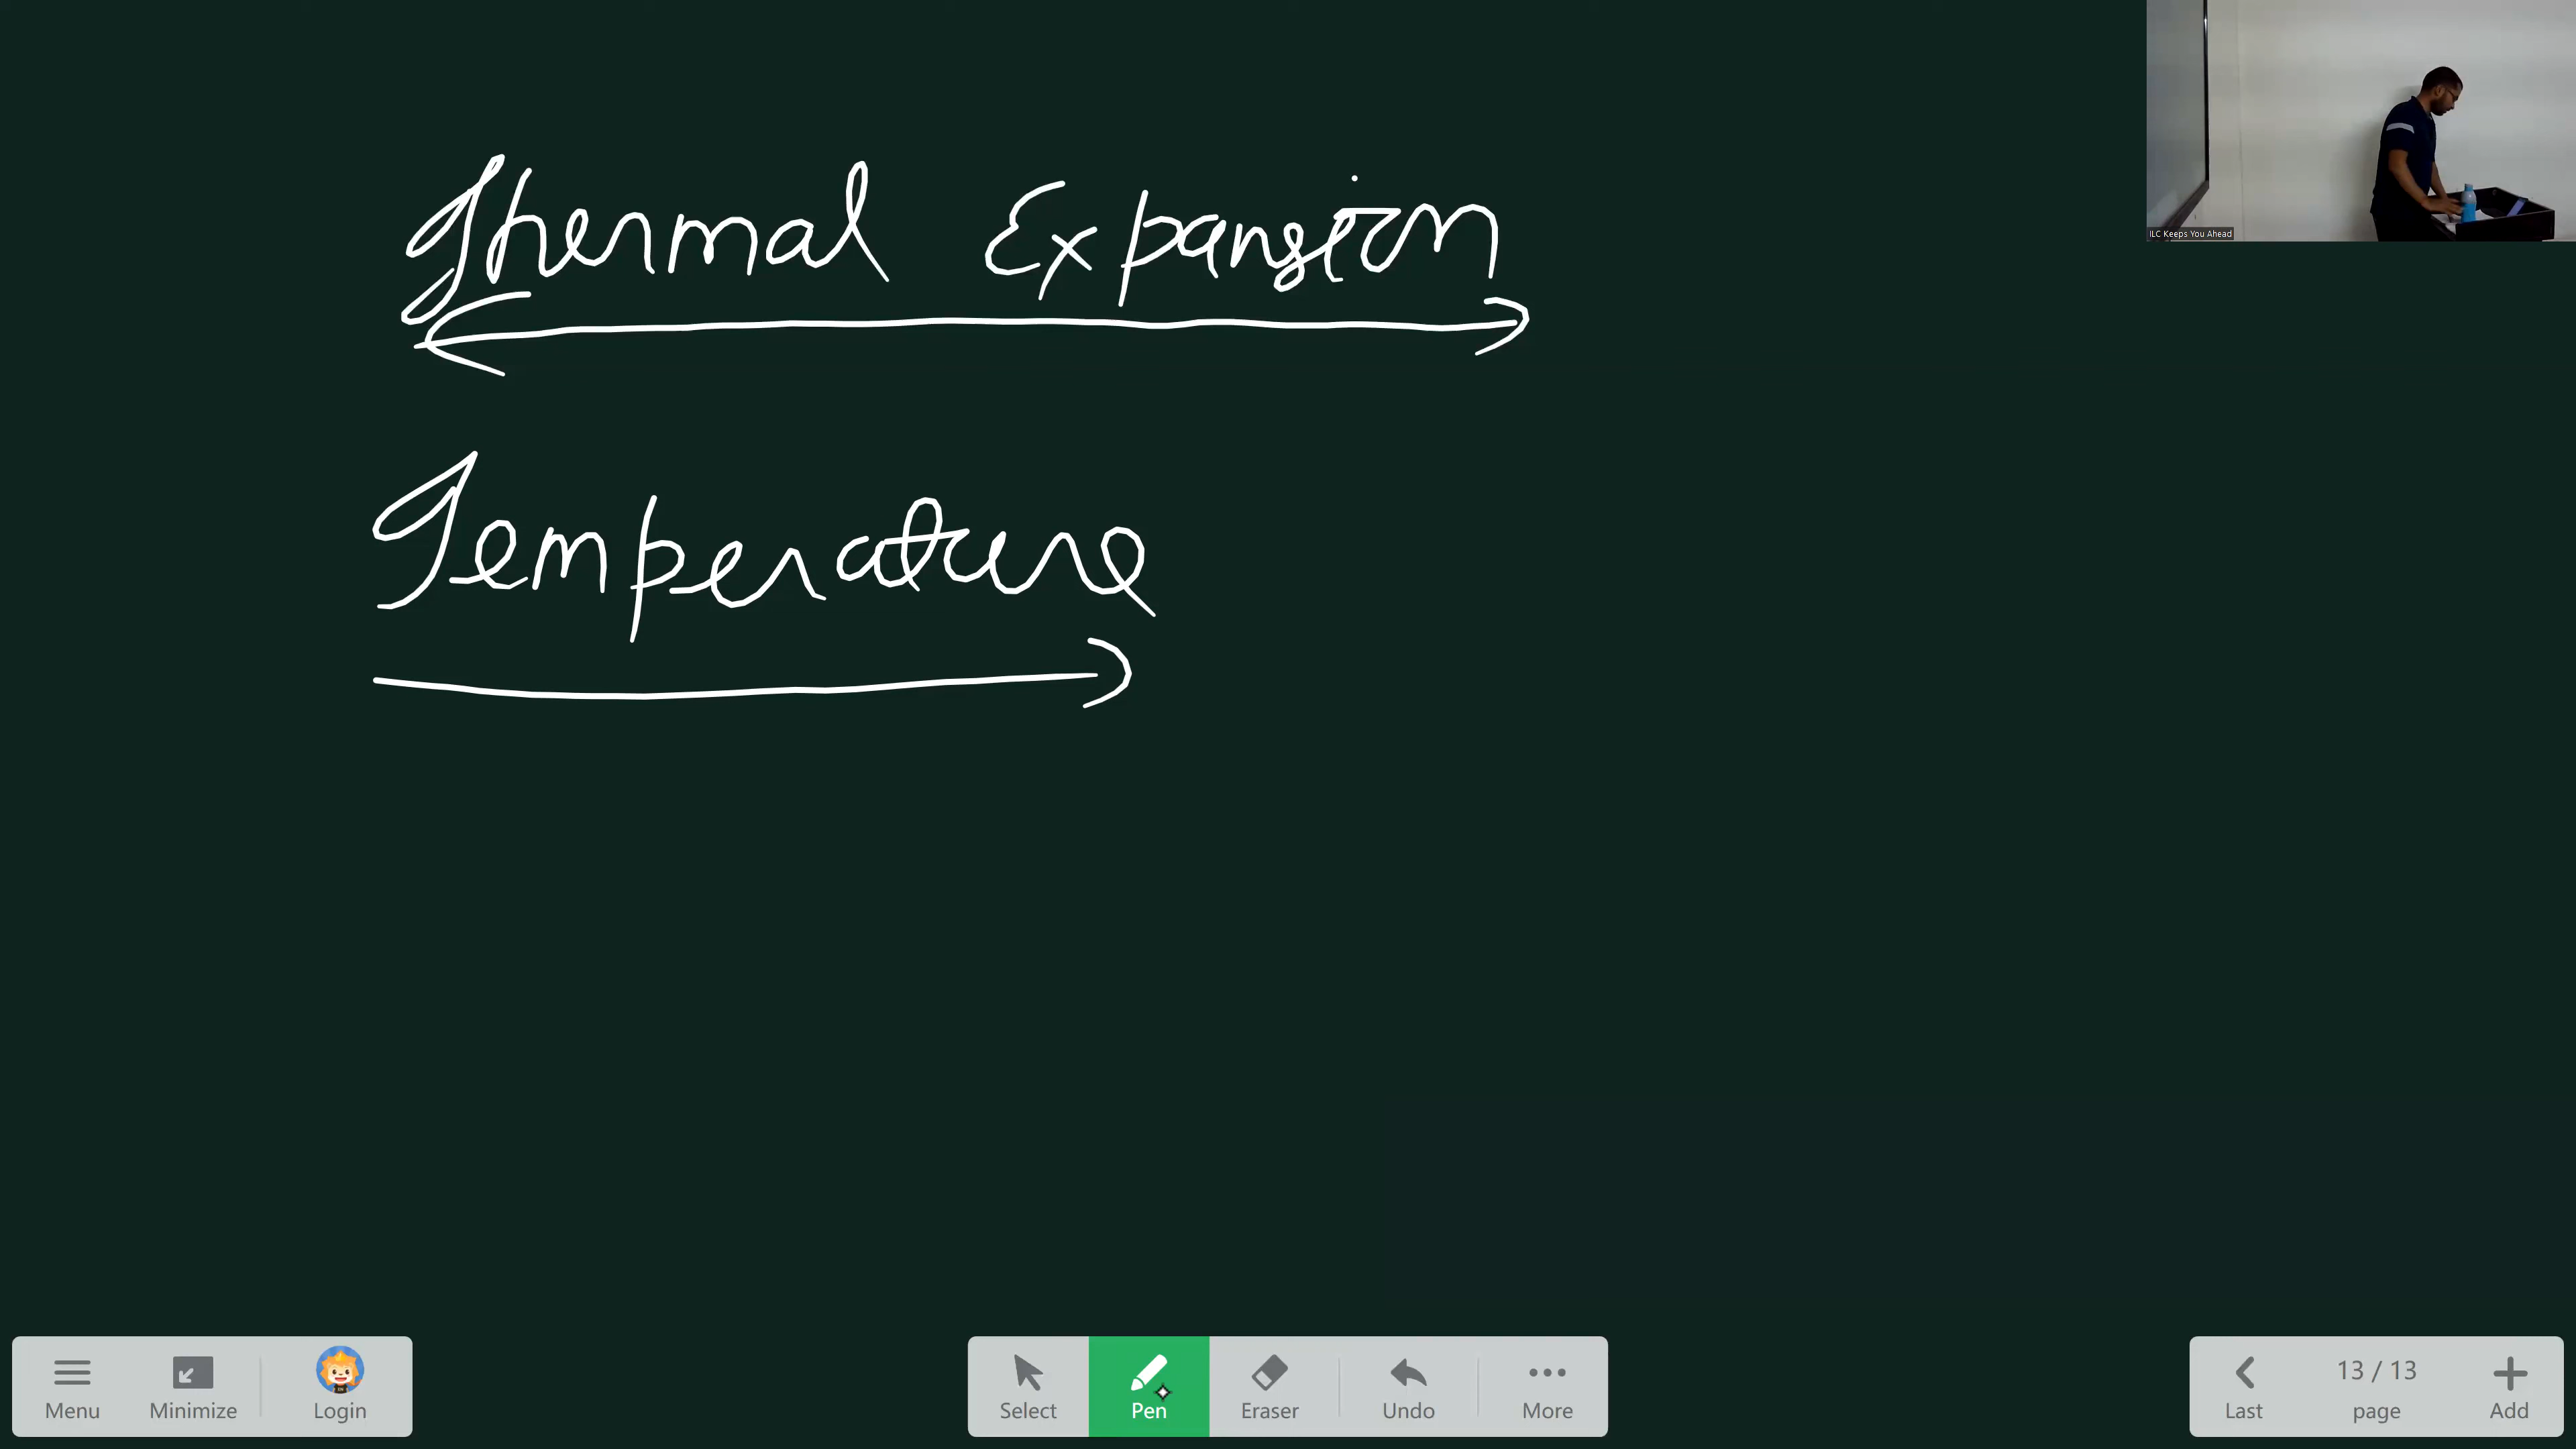 Thermal Expansion
ILC Keeps You Ahead
Temperature
Menu Minimize Login Select Pen Eraser Undo More Last 13 / 13 page Add